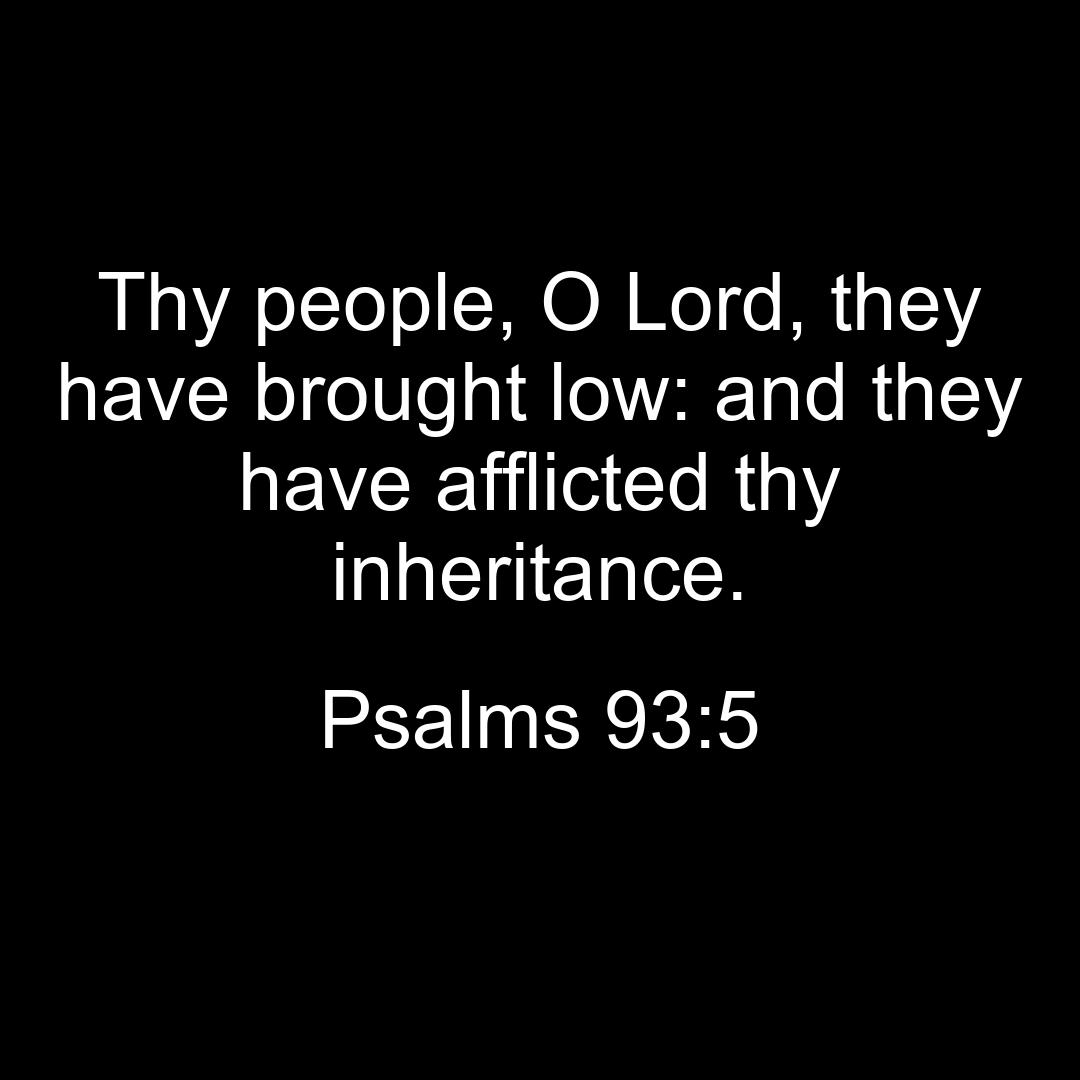 Thy people, O Lord, they
have brought low: and they
have afflicted thy
inheritance.
Psalms 93:5